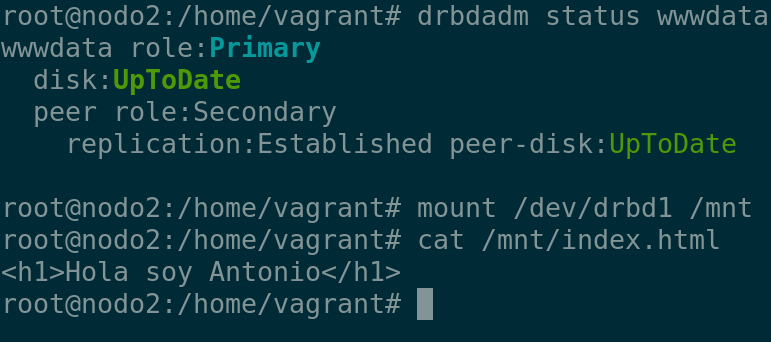 root@nodo2:/home/vagrant# drbdadm status wwwdata
wwwdata role:Primary
  disk:UpToDate
  peer role:Secondary
    replication:Established peer-disk:UpToDate

root@nodo2:/home/vagrant# mount /dev/drbd1 /mnt
root@nodo2:/home/vagrant# cat /mnt/index.html
<h1>Hola soy Antonio</h1>
root@nodo2:/home/vagrant#